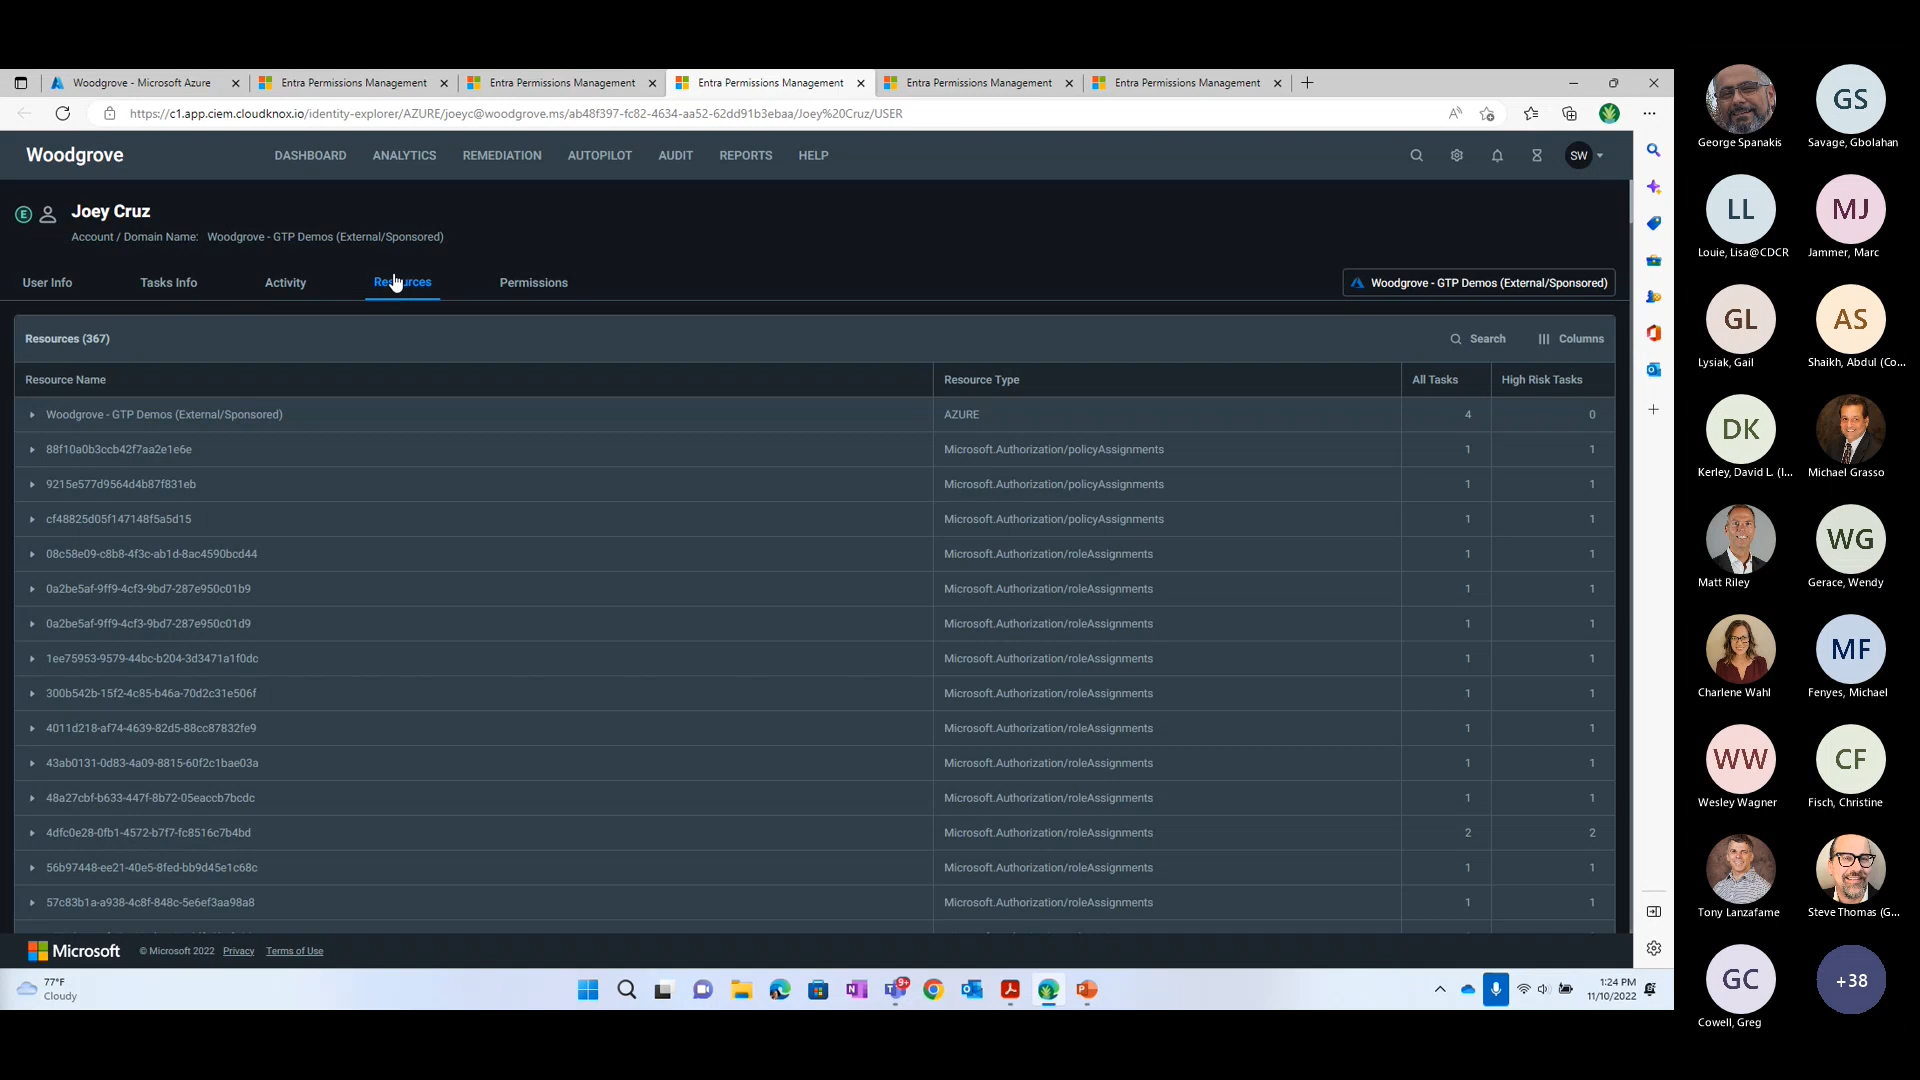 Woodgrove - Microsoft Azure
Entra Permissions Management
Entra Permissions Management
Entra Permissions Management
Entra Permissions Management
Entra Permissions Management
https://c1.app.ciem.cloudknox.io/identity-explorer/AZURE/joeyc@woodgrove.ms/ab48f397-fc82-4634-aa52-62dd91b3ebaa/Joey%20Cruz/USER
Woodgrove
DASHBOARD ANALYTICS REMEDIATION AUTOPILOT AUDIT REPORTS HELP
SW
E
Joey Cruz
Account / Domain Name: Woodgrove - GTP Demos (External/Sponsored)
User Info Tasks Info Activity Resources Permissions
Woodgrove - GTP Demos (External/Sponsored)
Resources (367)
Search Columns
Resource Name Resource Type All Tasks High Risk Tasks
Woodgrove - GTP Demos (External/Sponsored) AZURE 4 0
88f10a0b3ccb42f7aa2e1e6e Microsoft.Authorization/policyAssignments 1 1
9215e577d9564d4b87f831eb Microsoft.Authorization/policyAssignments 1 1
cf48825d05f147148f5a5d15 Microsoft.Authorization/policyAssignments 1 1
08c58e09-c8b8-4f3c-ab1d-8ac4590bcd44 Microsoft.Authorization/roleAssignments 1 1
0a2be5af-9ff9-4cf3-9bd7-287e950c01b9 Microsoft.Authorization/roleAssignments 1 1
0a2be5af-9ff9-4cf3-9bd7-287e950c01d9 Microsoft.Authorization/roleAssignments 1 1
1ee75953-9579-44bc-b204-3d3471a1f0dc Microsoft.Authorization/roleAssignments 1 1
300b542b-15f2-4c85-b46a-70d2c31e506f Microsoft.Authorization/roleAssignments 1 1
4011d218-af74-4639-82d5-88cc87832fe9 Microsoft.Authorization/roleAssignments 1 1
43ab0131-0d83-4a09-8815-60f2c1bae03a Microsoft.Authorization/roleAssignments 1 1
48a27cbf-b633-447f-8b72-05eaccb7bcdc Microsoft.Authorization/roleAssignments 1 1
4dfc0e28-0fb1-4572-b7f7-fc8516c7b4bd Microsoft.Authorization/roleAssignments 2 2
56b97448-ee21-40e5-8fed-bb9d45e1c68c Microsoft.Authorization/roleAssignments 1 1
57c83b1a-a938-4c8f-848c-5e6ef3aa98a8 Microsoft.Authorization/roleAssignments 1 1
Microsoft © Microsoft 2022 Privacy Terms of Use
77°F
Cloudy
9+
1:24 PM
11/10/2022
George Spanakis
GS
Savage, Gbolahan
LL
Louie, Lisa@CDCR
MJ
Jammer, Marc
GL
Lysiak, Gail
AS
Shaikh, Abdul (Co...
DK
Kerley, David L. (I...
Michael Grasso
Matt Riley
WG
Gerace, Wendy
Charlene Wahl
MF
Fenyes, Michael
WW
Wesley Wagner
CF
Fisch, Christine
Tony Lanzafame
Steve Thomas (G...
GC
Cowell, Greg
+38